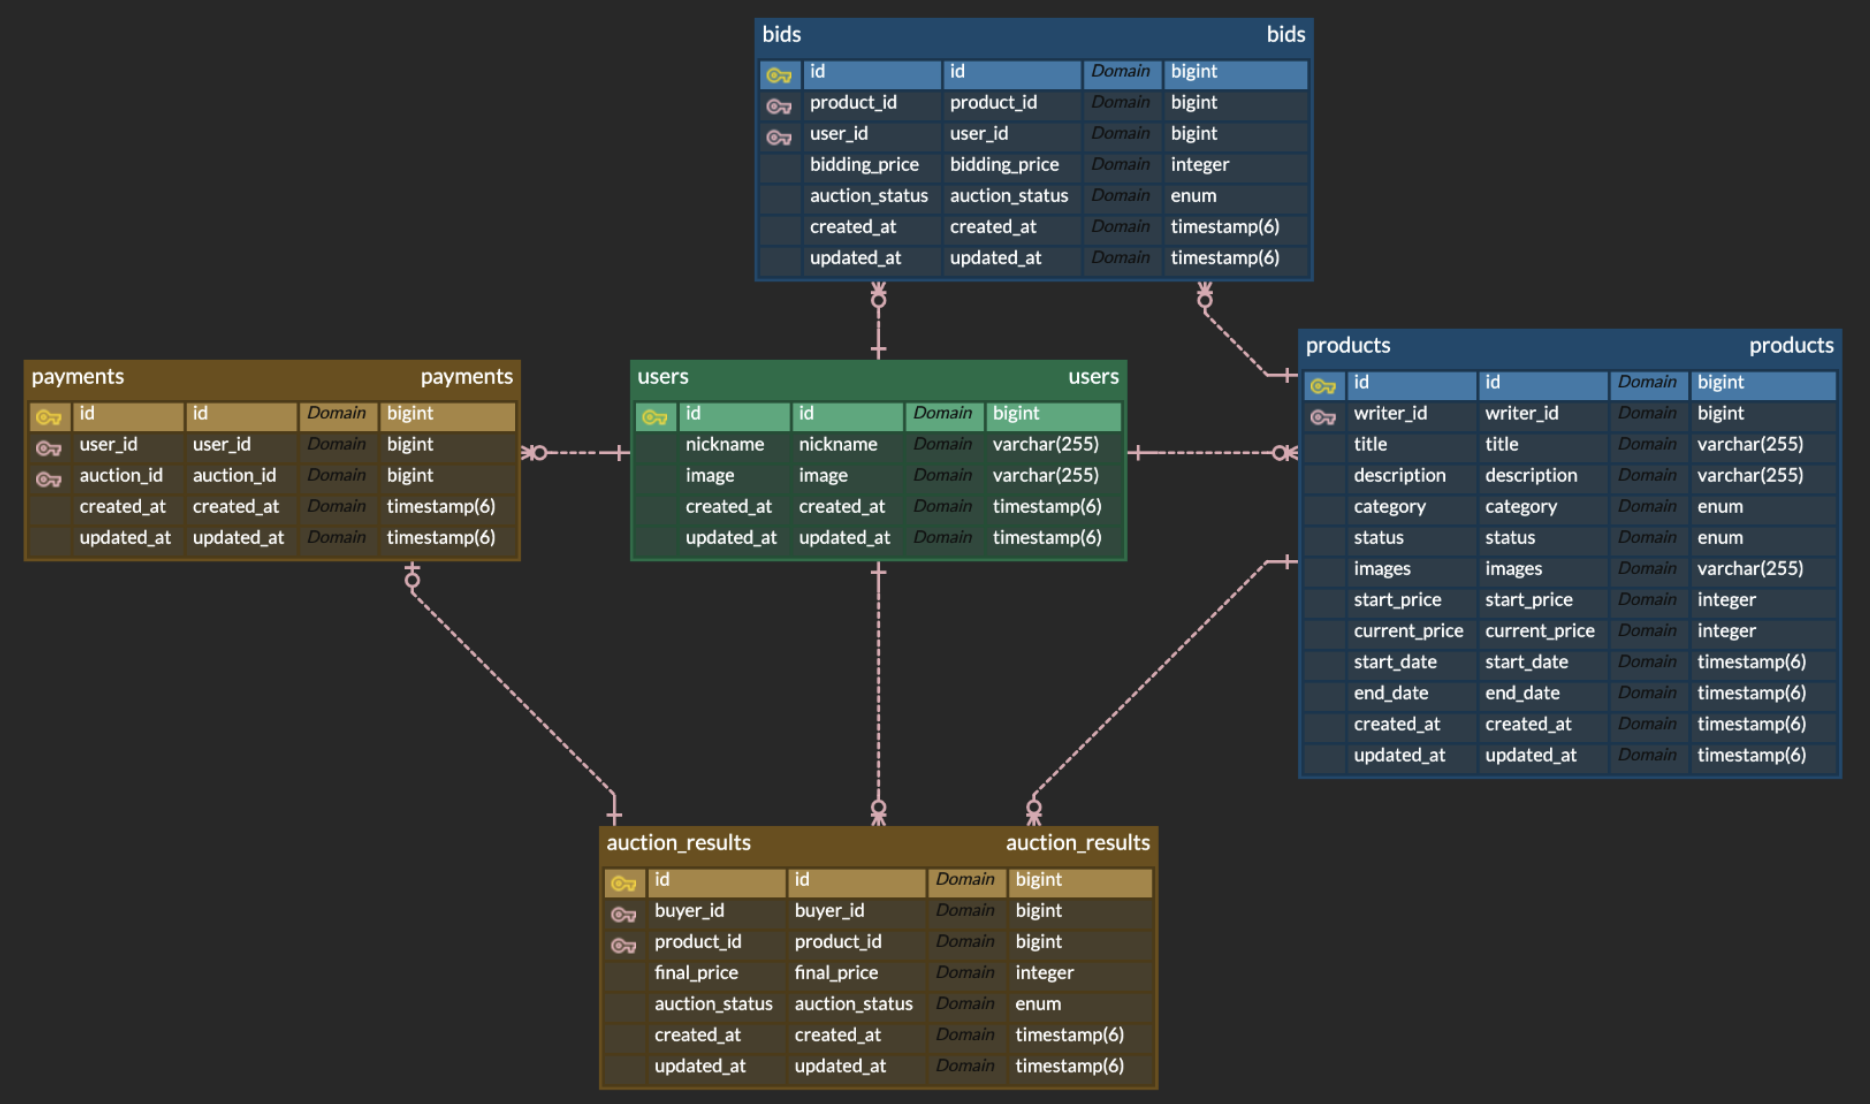 bids bids
id id Domain bigint
product_id product_id Domain bigint
user_id user_id Domain bigint
bidding_price bidding_price Domain integer
auction_status auction_status Domain enum
created_at created_at Domain timestamp(6)
updated_at updated_at Domain timestamp(6)
payments payments
id id Domain bigint
user_id user_id Domain bigint
auction_id auction_id Domain bigint
created_at created_at Domain timestamp(6)
updated_at updated_at Domain timestamp(6)
users users
id id Domain bigint
nickname nickname Domain varchar(255)
image image Domain varchar(255)
created_at created_at Domain timestamp(6)
updated_at updated_at Domain timestamp(6)
products products
id id Domain bigint
writer_id writer_id Domain bigint
title title Domain varchar(255)
description description Domain varchar(255)
category category Domain enum
status status Domain enum
images images Domain varchar(255)
start_price start_price Domain integer
current_price current_price Domain integer
start_date start_date Domain timestamp(6)
end_date end_date Domain timestamp(6)
created_at created_at Domain timestamp(6)
updated_at updated_at Domain timestamp(6)
auction_results auction_results
id id Domain bigint
buyer_id buyer_id Domain bigint
product_id product_id Domain bigint
final_price final_price Domain integer
auction_status auction_status Domain enum
created_at created_at Domain timestamp(6)
updated_at updated_at Domain timestamp(6)